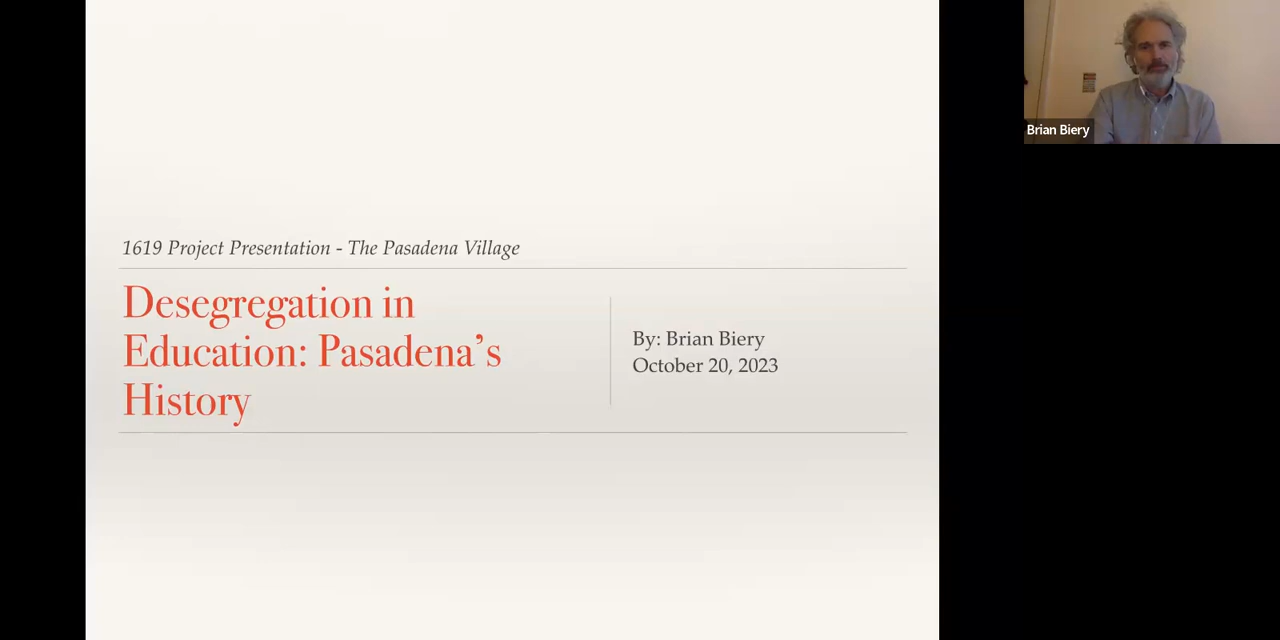 1619 Project Presentation - The Pasadena Village
Desegregation in
Education: Pasadena’s
History
By: Brian Biery
October 20, 2023
Brian Biery